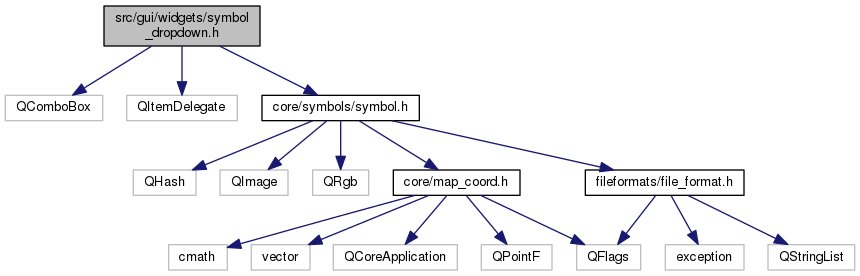 src/gui/widgets/symbol
_dropdown.h
QComboBox
QItemDelegate
core/symbols/symbol.h
QHash
QImage
QRgb
core/map_coord.h
fileformats/file_format.h
cmath
vector
QCoreApplication
QPointF
QFlags
exception
QStringList